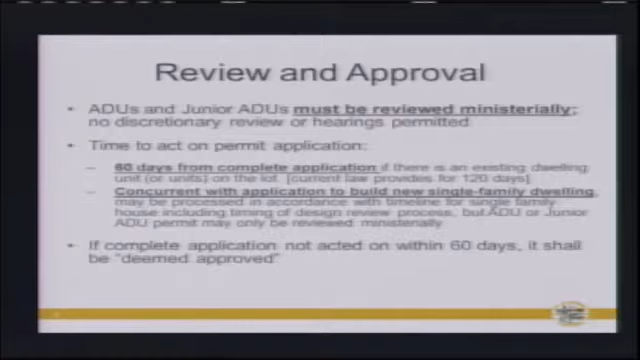 Review and Approval
• ADUs and Junior ADUs must be reviewed ministerially;
no discretionary review or hearings permitted
• Time to act on permit application:
– 60 days from complete application if there is an existing dwelling
unit (or units) on the lot. [current law provides for 120 days]
– Concurrent with application to build new single-family dwelling,
may be processed in accordance with timeline for single family
house including timing of design review process, but ADU or Junior
ADU permit may only be reviewed ministerially
• If complete application not acted on within 60 days, it shall
be "deemed approved"